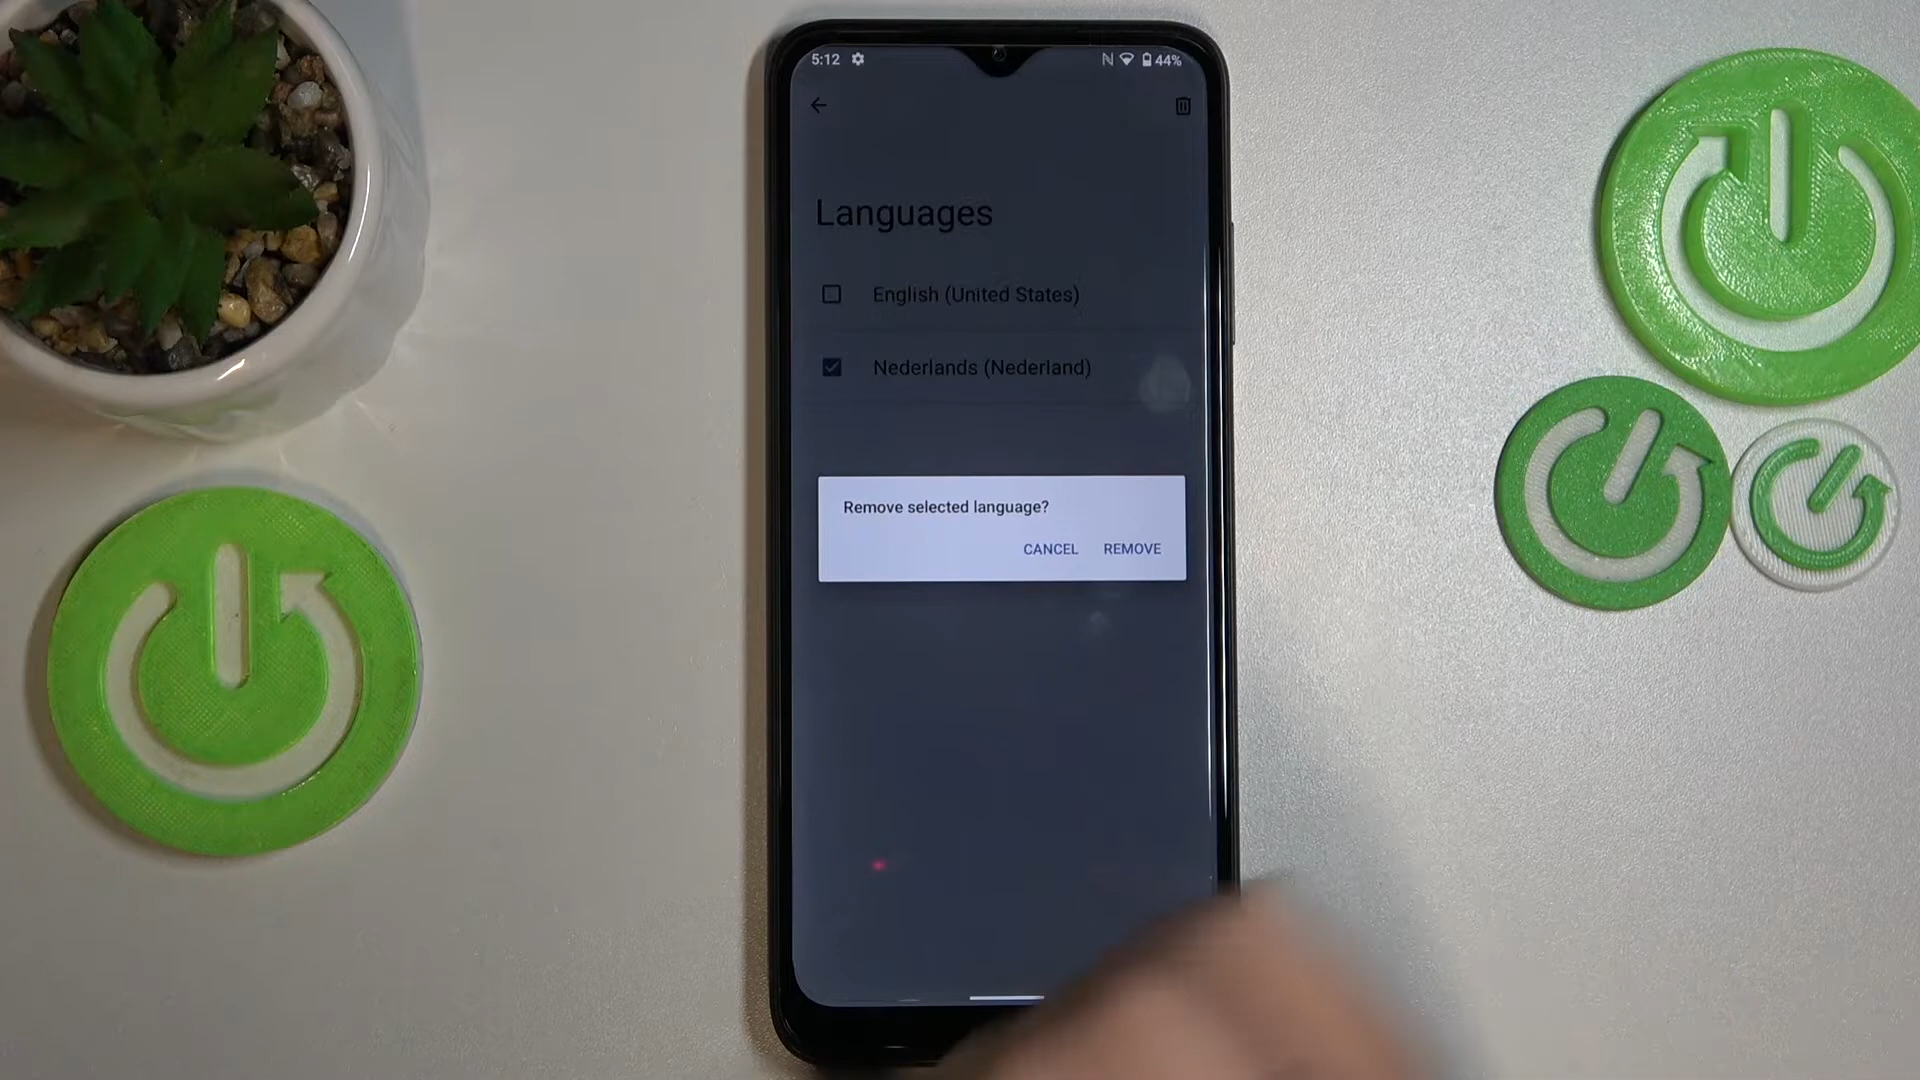 5:12 N 44%
Languages
English (United States)
Nederlands (Nederland)
Remove selected language?
CANCEL REMOVE